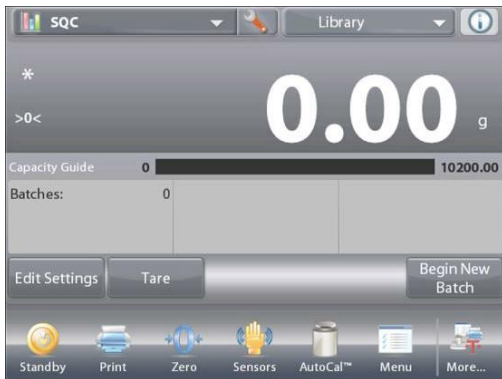 SQC Library
*
>0< 0.00 g
Capacity Guide 0 10200.00
Batches: 0
Edit Settings Tare Begin New
Batch
Standby Print Zero Sensors AutoCal™ Menu More...